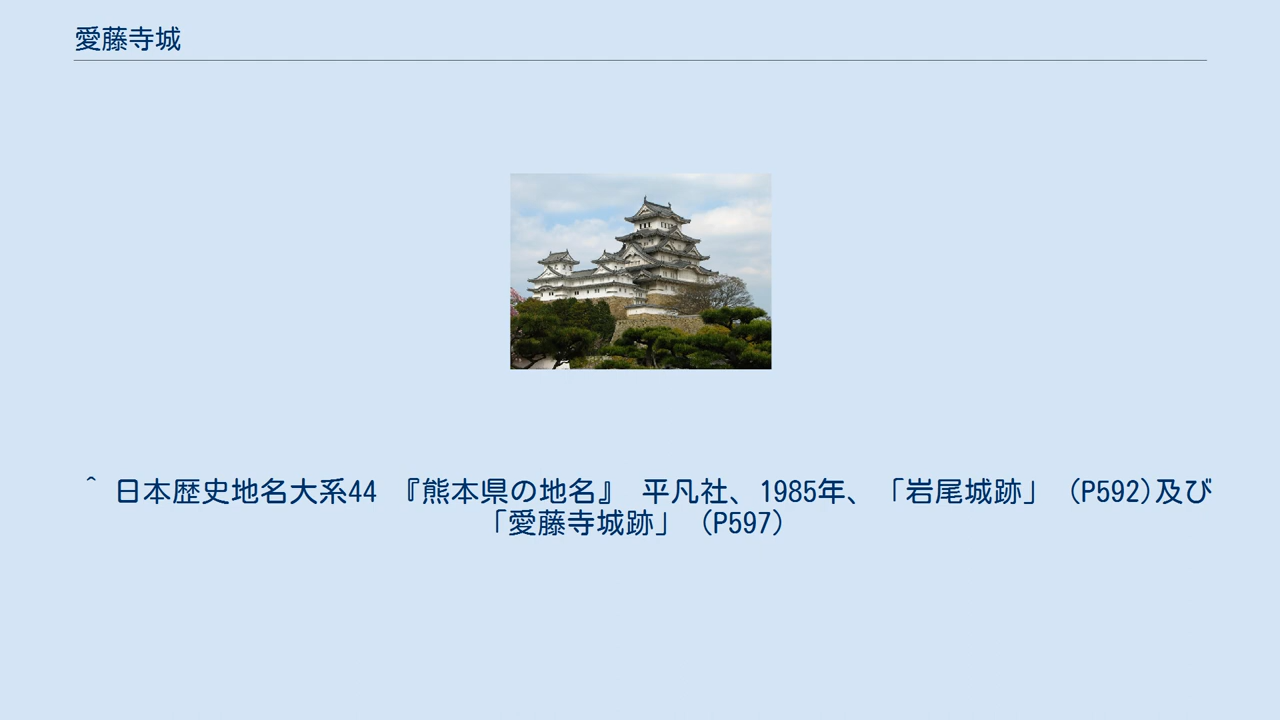 愛藤寺城
^ 日本歴史地名大系44 『熊本県の地名』 平凡社、1985年、「岩尾城跡」（P592)及び
「愛藤寺城跡」（P597）